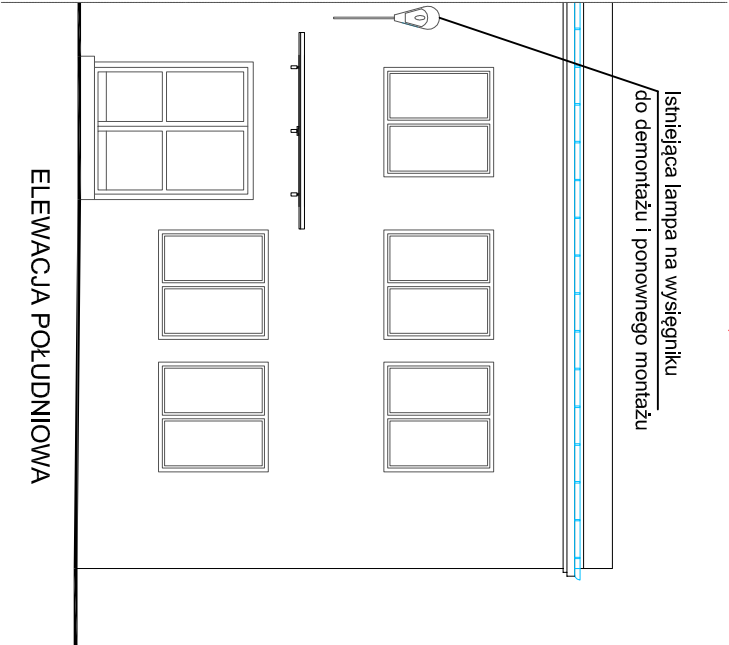 Istniejąca lampa na wysięgniku
do demontażu i ponownego montażu
ELEWACJA POŁUDNIOWA